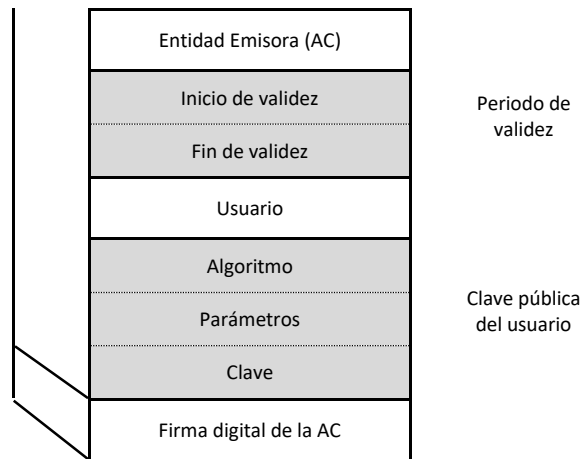 Entidad Emisora (AC)
Inicio de validez
Periodo de
validez
Fin de validez
Usuario
Algoritmo
Parámetros
Clave pública
del usuario
Clave
Firma digital de la AC